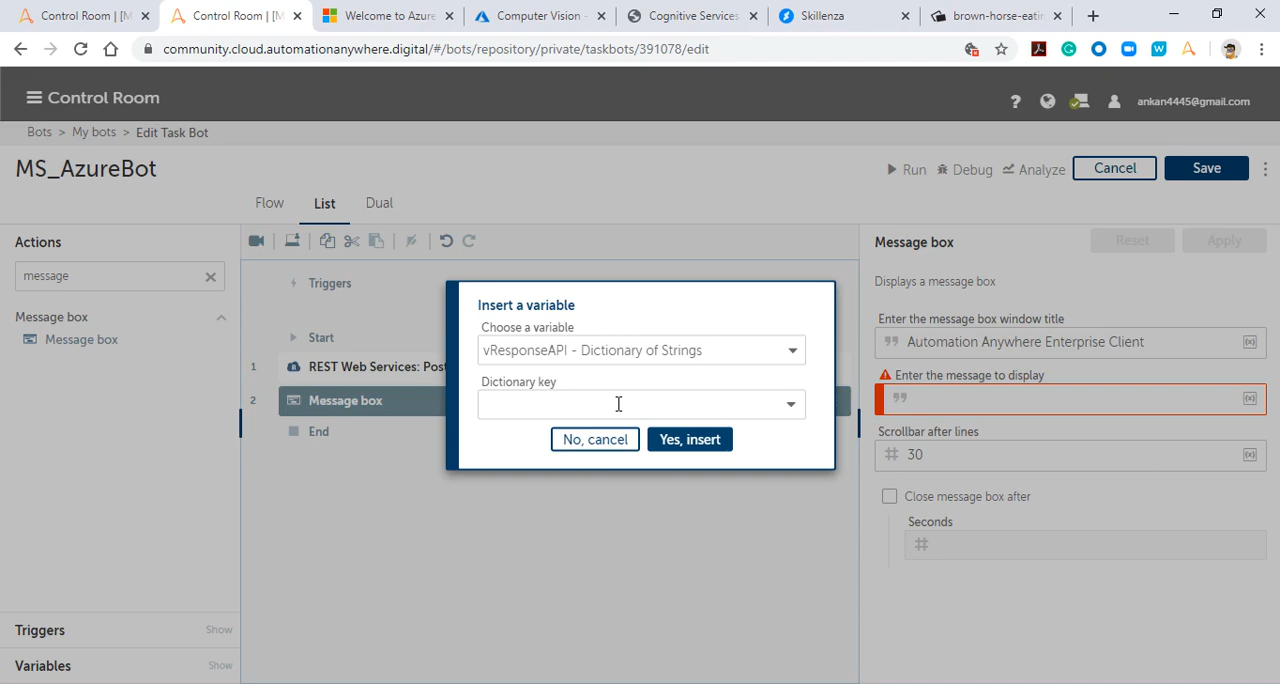 Control Room | [M
Control Room | [M
Welcome to Azure
Computer Vision -
Cognitive Services
Skillenza
brown-horse-eatin
community.cloud.automationanywhere.digital/#/bots/repository/private/taskbots/391078/edit
Control Room
ankan4445@gmail.com
Bots > My bots > Edit Task Bot
MS_AzureBot
Run
Debug
Analyze
Cancel
Save
Flow
List
Dual
Actions
message
Message box
Message box
Triggers
Show
Variables
Show
Triggers
Start
1 REST Web Services: Post
2 Message box
End
Insert a variable
Choose a variable
vResponseAPI - Dictionary of Strings
Dictionary key
No, cancel
Yes, insert
Message box
Reset
Apply
Displays a message box
Enter the message box window title
Automation Anywhere Enterprise Client
Enter the message to display
Scrollbar after lines
# 30
Close message box after
Seconds
#